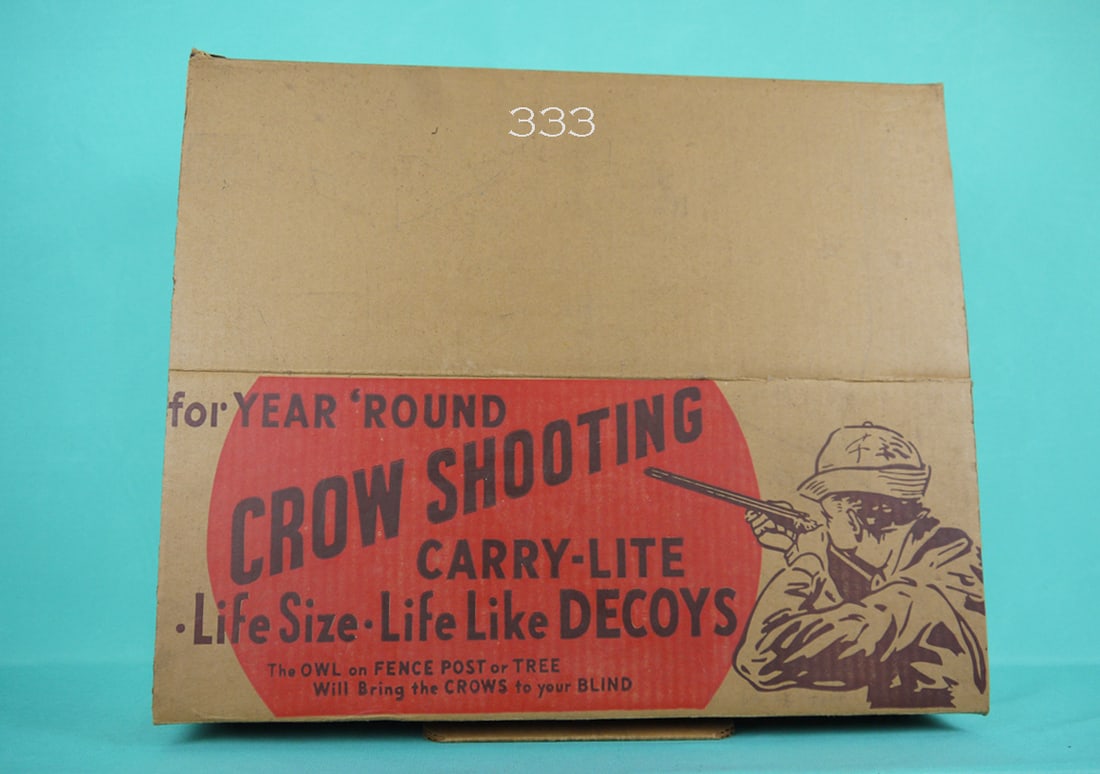 333
for YEAR ‘ROUND
CROW SHOOTING
CARRY-LITE
·Life Size·Life Like DECOYS
The OWL on FENCE POST or TREE
Will Bring the CROWS to your BLIND